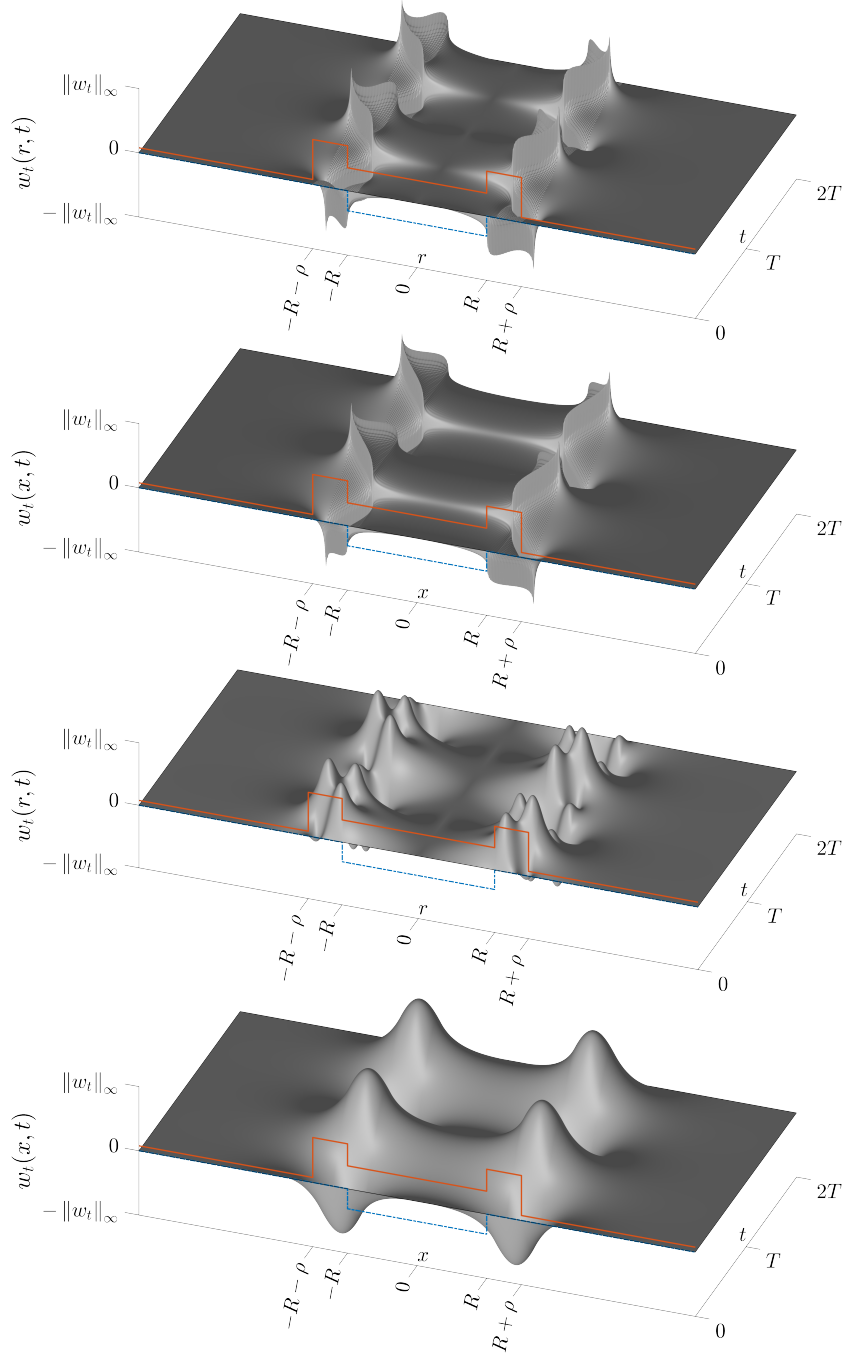 ‖w_t‖_∞
0
−‖w_t‖_∞
w_t(r, t)
−R − ρ
−R
0
r
R
R + ρ
0
T
t
2T
‖w_t‖_∞
0
−‖w_t‖_∞
w_t(x, t)
−R − ρ
−R
0
x
R
R + ρ
0
T
t
2T
‖w_t‖_∞
0
−‖w_t‖_∞
w_t(r, t)
−R − ρ
−R
0
r
R
R + ρ
0
T
t
2T
‖w_t‖_∞
0
−‖w_t‖_∞
w_t(x, t)
−R − ρ
−R
0
x
R
R + ρ
0
T
t
2T